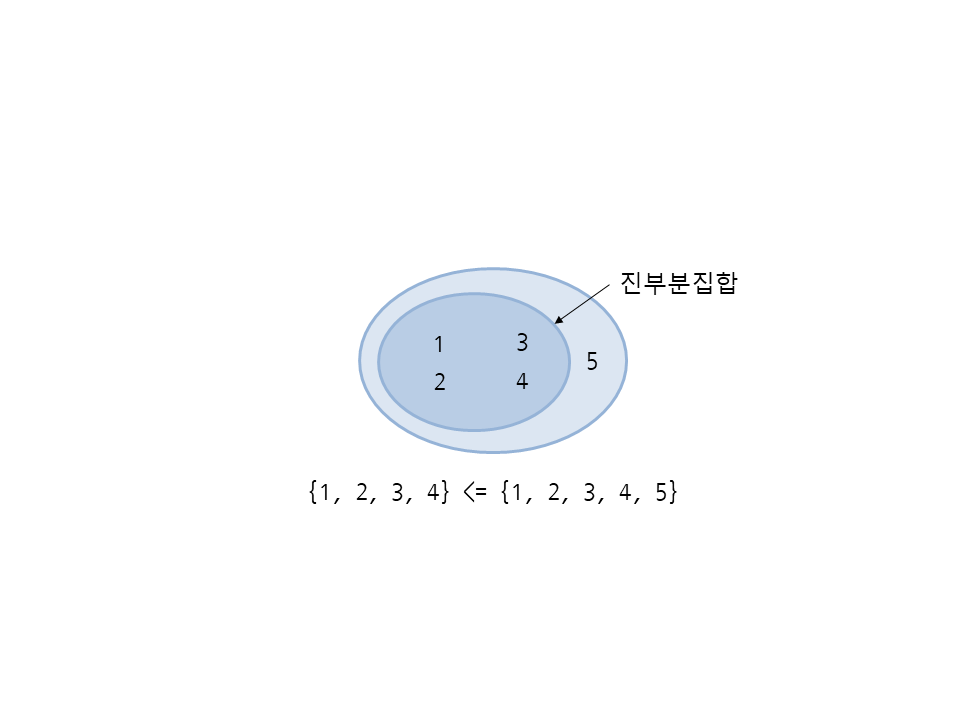 진부분집합
1 3
5
2 4
{1, 2, 3, 4} <= {1, 2, 3, 4, 5}